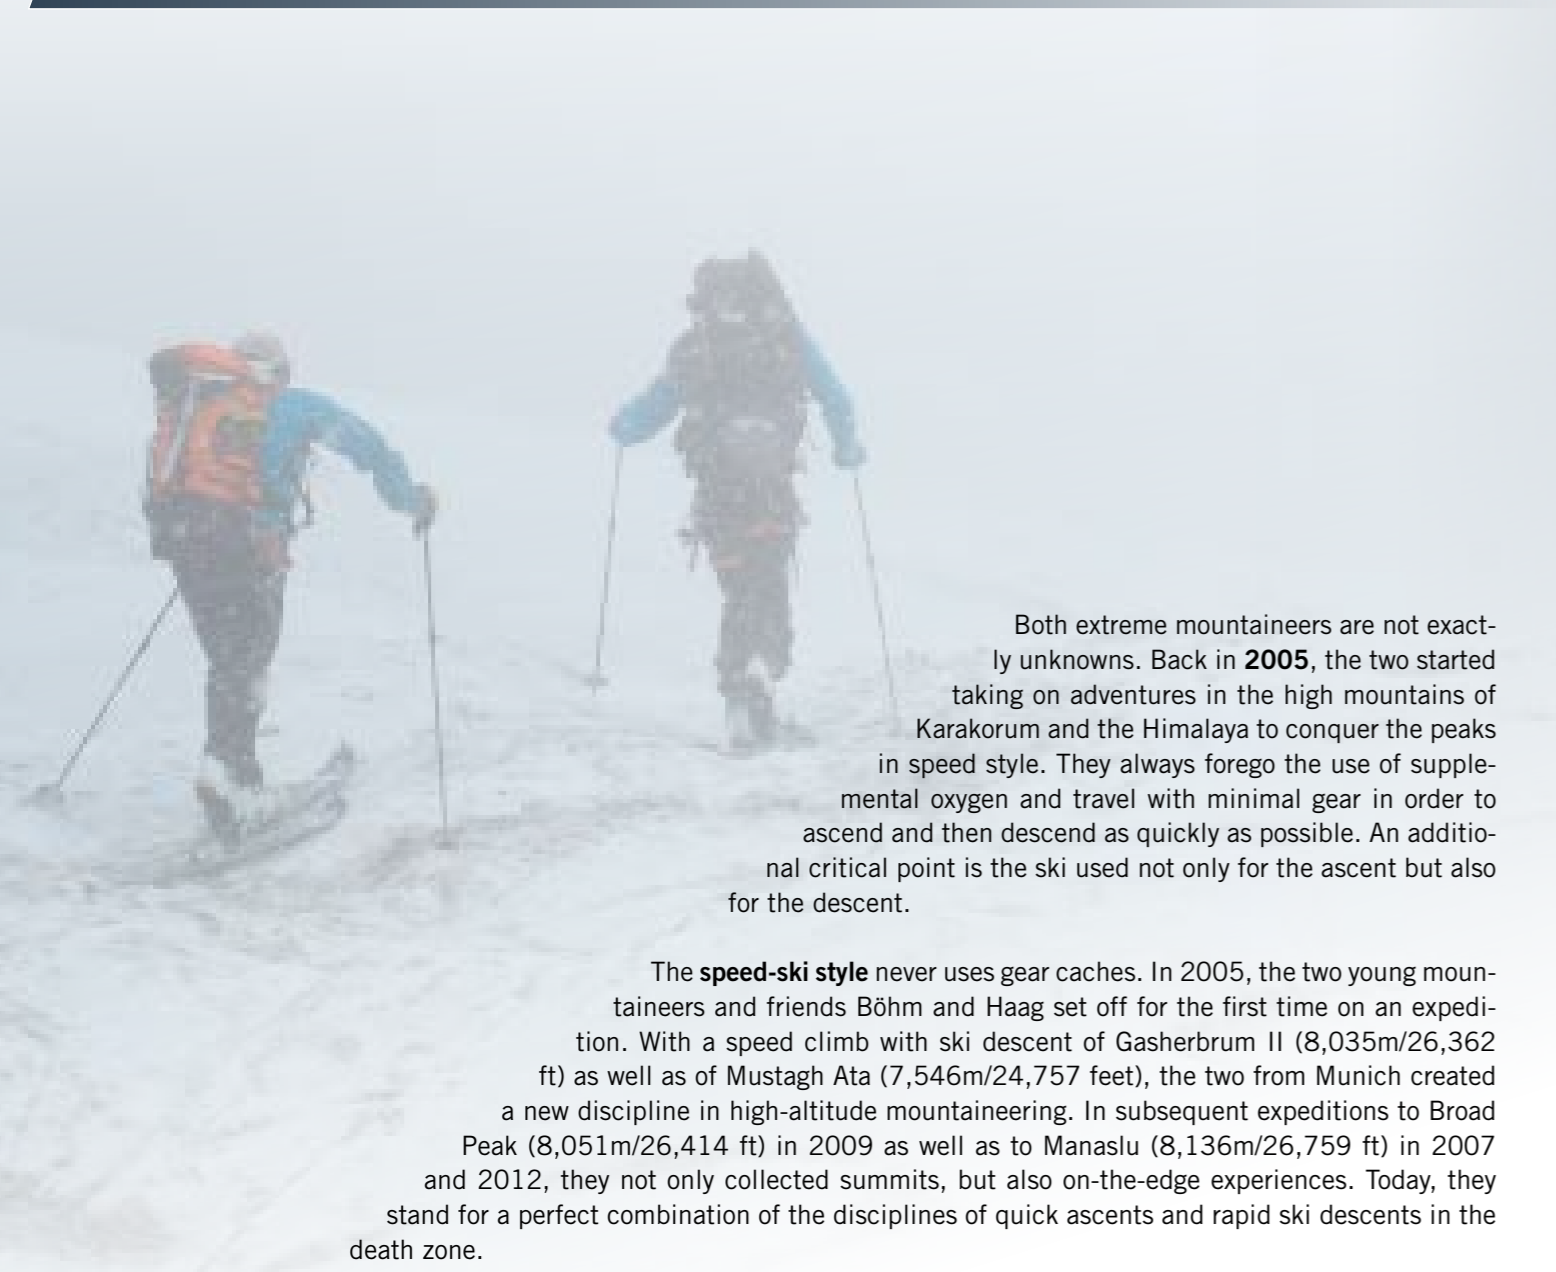 Both extreme mountaineers are not exact-
ly unknowns. Back in 2005, the two started
taking on adventures in the high mountains of
Karakorum and the Himalaya to conquer the peaks
in speed style. They always forego the use of supple-
mental oxygen and travel with minimal gear in order to
ascend and then descend as quickly as possible. An additio-
nal critical point is the ski used not only for the ascent but also
for the descent.
The speed-ski style never uses gear caches. In 2005, the two young moun-
taineers and friends Böhm and Haag set off for the first time on an expedi-
tion. With a speed climb with ski descent of Gasherbrum II (8,035m/26,362
ft) as well as of Mustagh Ata (7,546m/24,757 feet), the two from Munich created
a new discipline in high-altitude mountaineering. In subsequent expeditions to Broad
Peak (8,051m/26,414 ft) in 2009 as well as to Manaslu (8,136m/26,759 ft) in 2007
and 2012, they not only collected summits, but also on-the-edge experiences. Today, they
stand for a perfect combination of the disciplines of quick ascents and rapid ski descents in the
death zone.